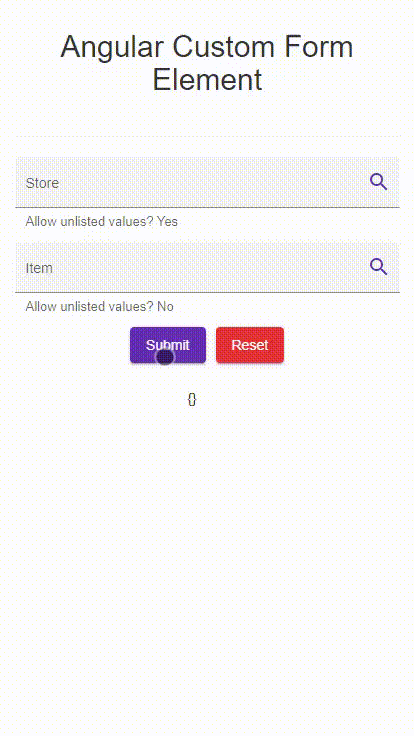 Angular Custom Form
Element
Store
Allow unlisted values? Yes
Item
Allow unlisted values? No
Submit Reset
{}